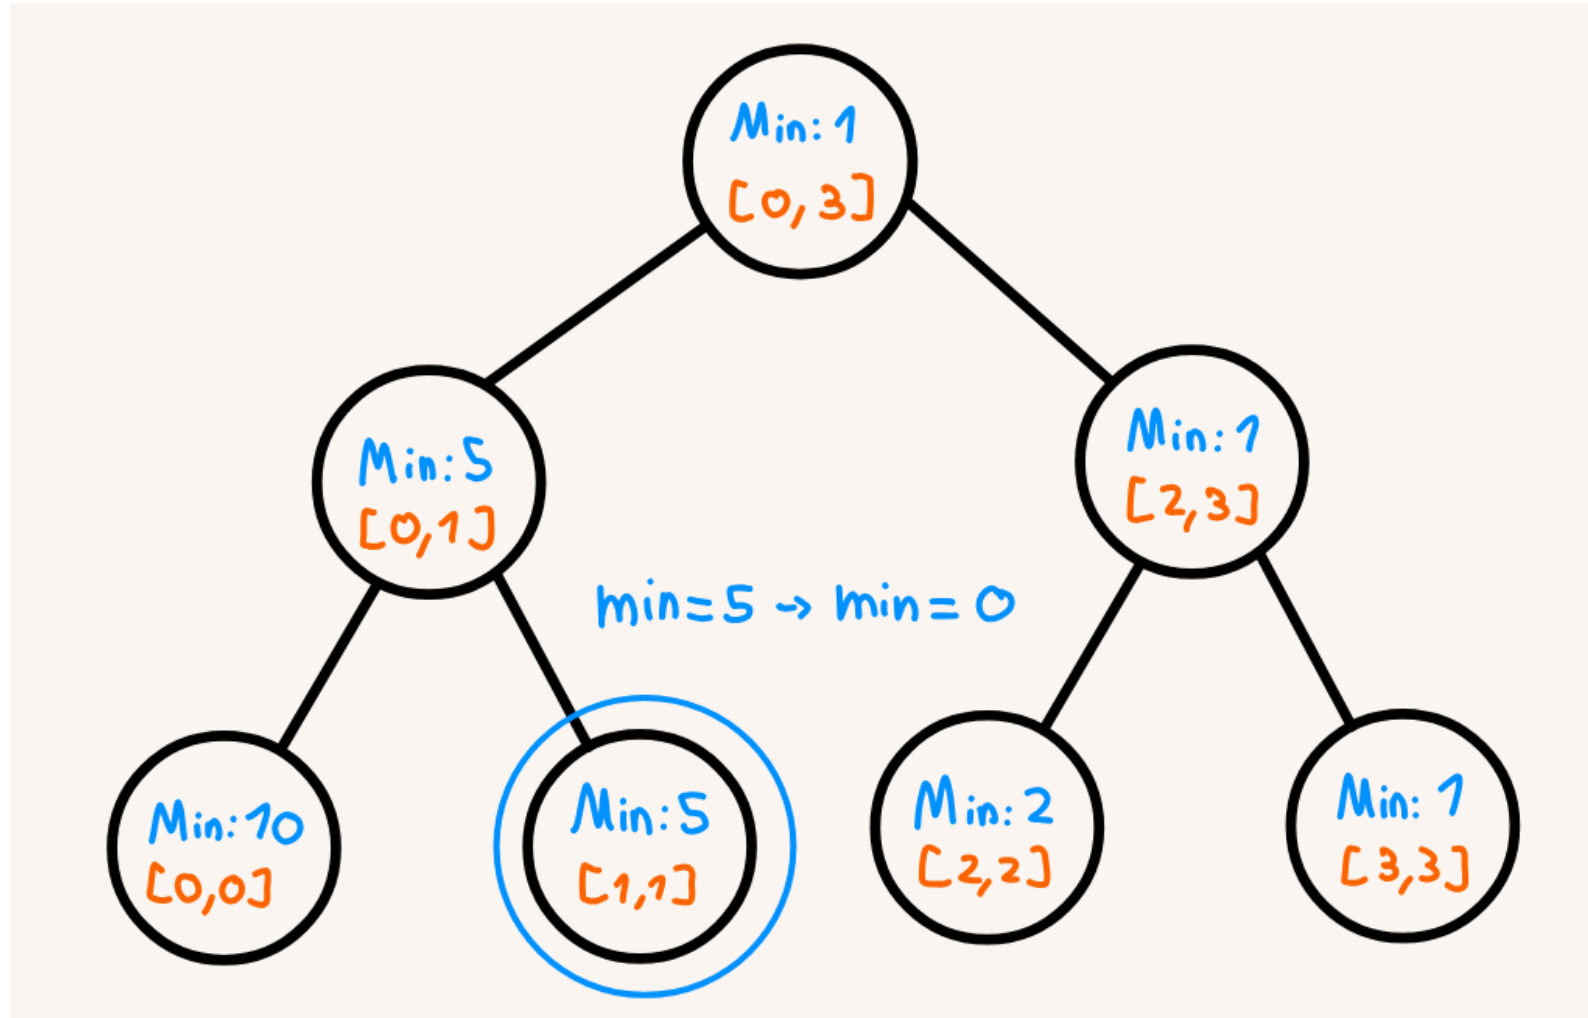 Min: 1
[0,3]
Min: 5
[0,1]
Min: 1
[2,3]
min=5 → min=0
Min: 10
[0,0]
Min: 5
[1,1]
Min: 2
[2,2]
Min: 1
[3,3]